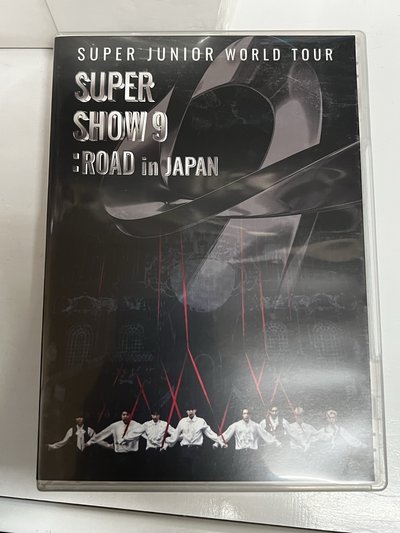 SUPER JUNIOR WORLD TOUR
SUPER
SHOW 9
:ROAD in JAPAN